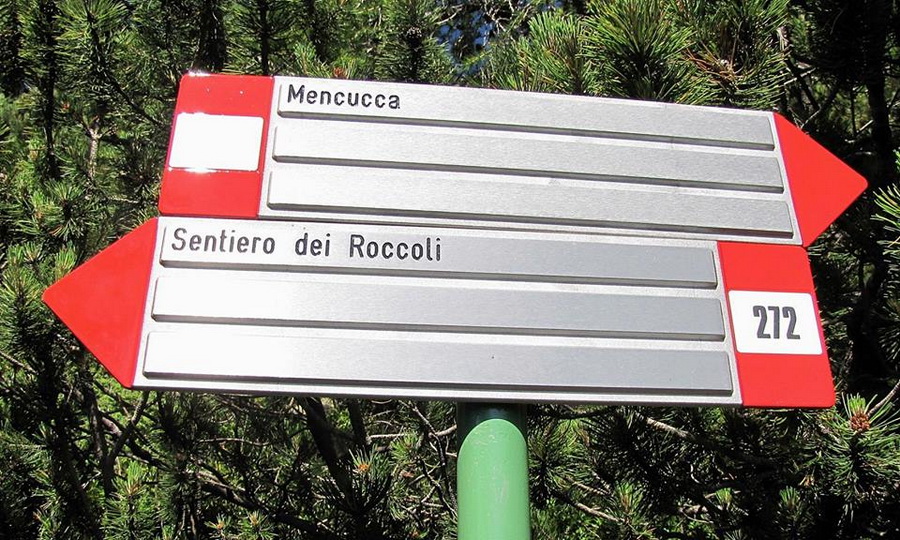 Mencucca
Sentiero dei Roccoli
272